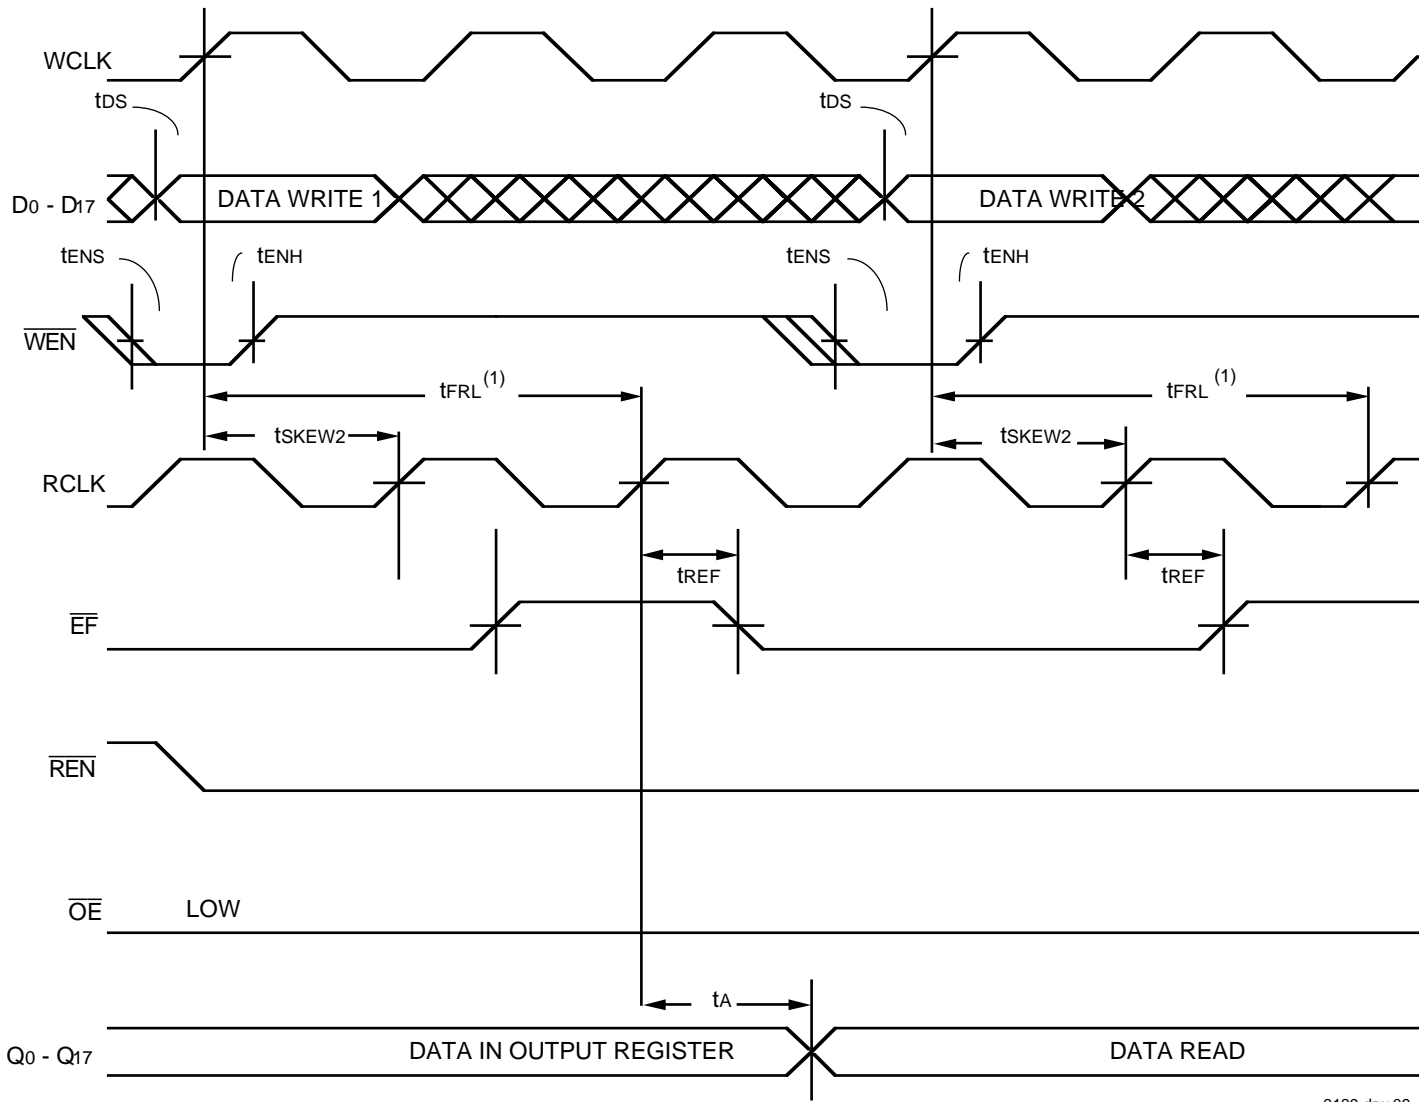 WCLK
tDS tDS
D0 - D17 DATA WRITE 1 DATA WRITE 2
tENS tENH tENS tENH
WEN
tFRL (1) tFRL (1)
tSKEW2 tSKEW2
RCLK
tREF tREF
EF
REN
OE LOW
tA
Q0 - Q17 DATA IN OUTPUT REGISTER DATA READ